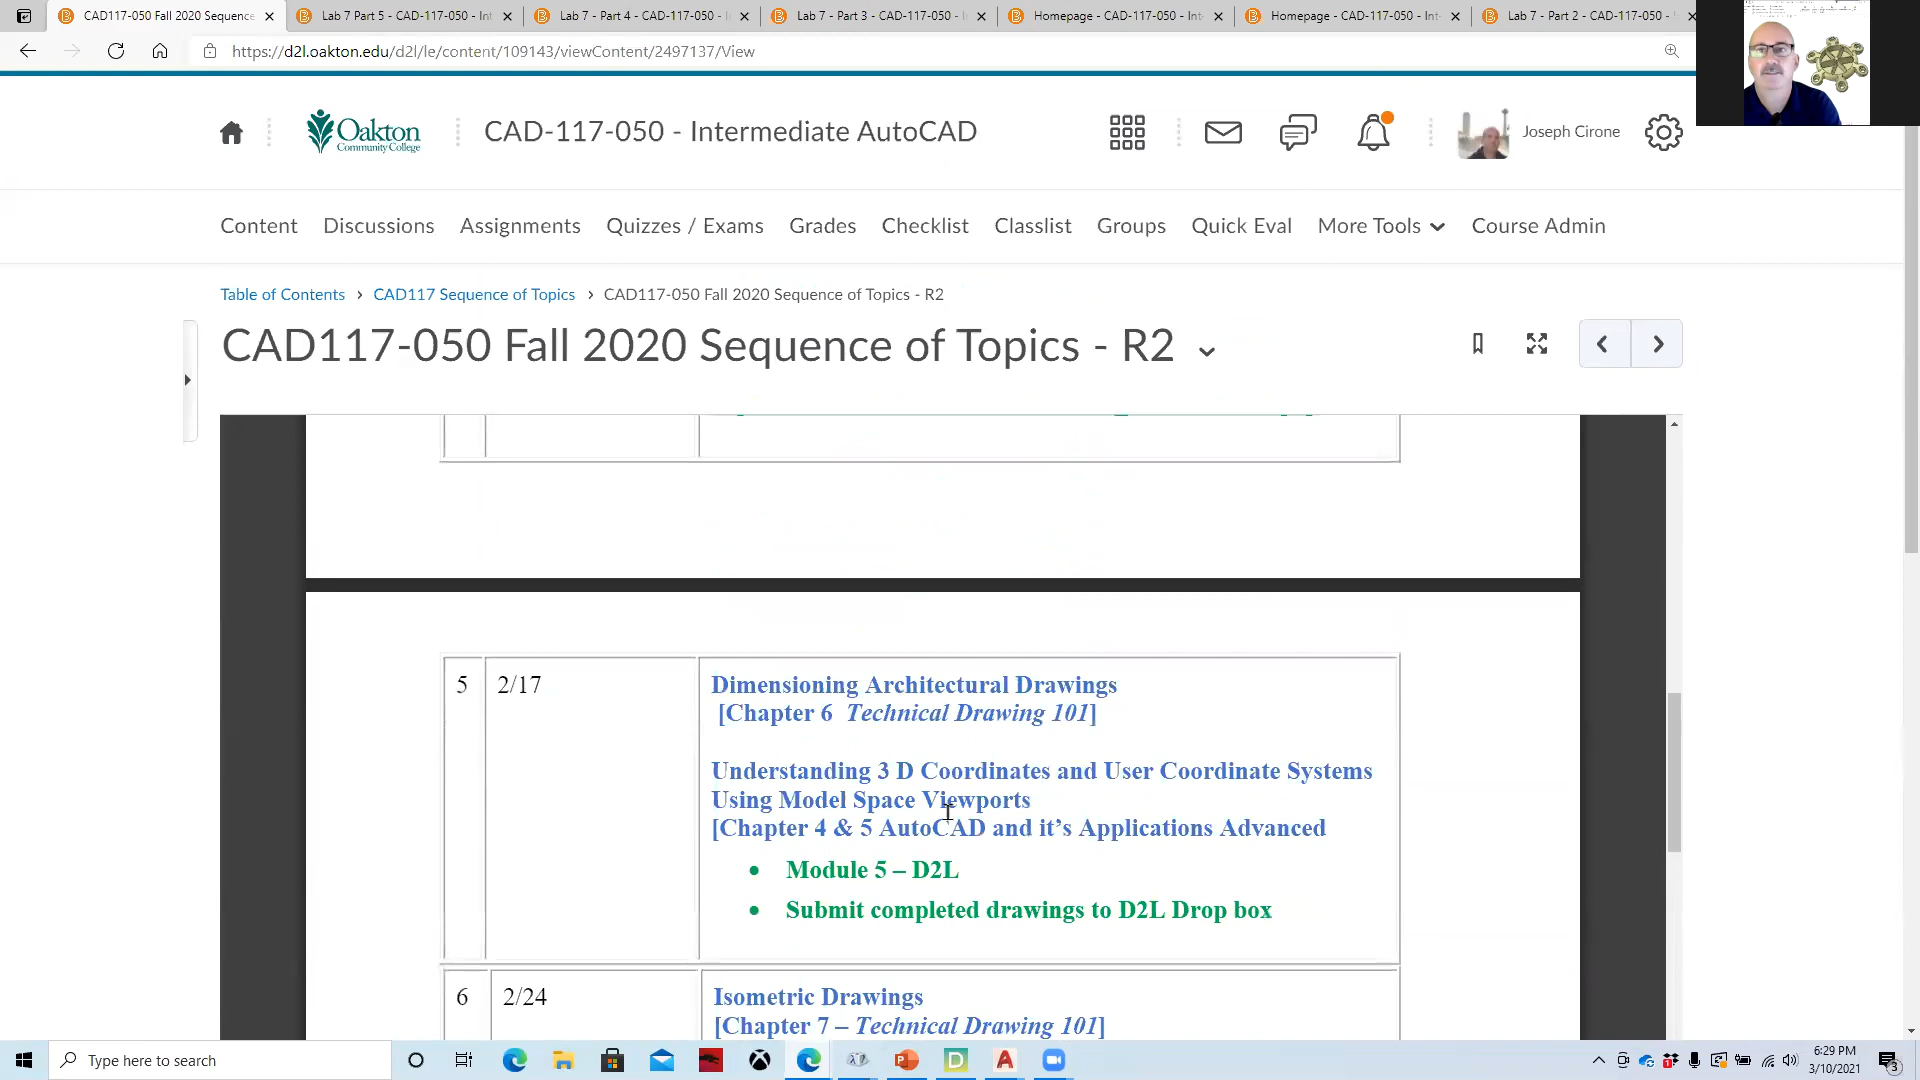 CAD117-050 Fall 2020 Sequence
Lab 7 Part 5 - CAD-117-050 - Int
Lab 7 - Part 4 - CAD-117-050 - I
Lab 7 - Part 3 - CAD-117-050 - I
Homepage - CAD-117-050 - Int
Homepage - CAD-117-050 - Int
Lab 7 - Part 2 - CAD-117-050 -
https://d2l.oakton.edu/d2l/le/content/109143/viewContent/2497137/View
Oakton
Community College
CAD-117-050 - Intermediate AutoCAD
Joseph Cirone
Content Discussions Assignments Quizzes / Exams Grades Checklist Classlist Groups Quick Eval More Tools Course Admin
Table of Contents › CAD117 Sequence of Topics › CAD117-050 Fall 2020 Sequence of Topics - R2
CAD117-050 Fall 2020 Sequence of Topics - R2
5 2/17 Dimensioning Architectural Drawings
[Chapter 6 Technical Drawing 101]
Understanding 3 D Coordinates and User Coordinate Systems
Using Model Space Viewports
[Chapter 4 & 5 AutoCAD and it's Applications Advanced
• Module 5 – D2L
• Submit completed drawings to D2L Drop box
6 2/24 Isometric Drawings
[Chapter 7 – Technical Drawing 101]
Type here to search
6:29 PM
3/10/2021
3